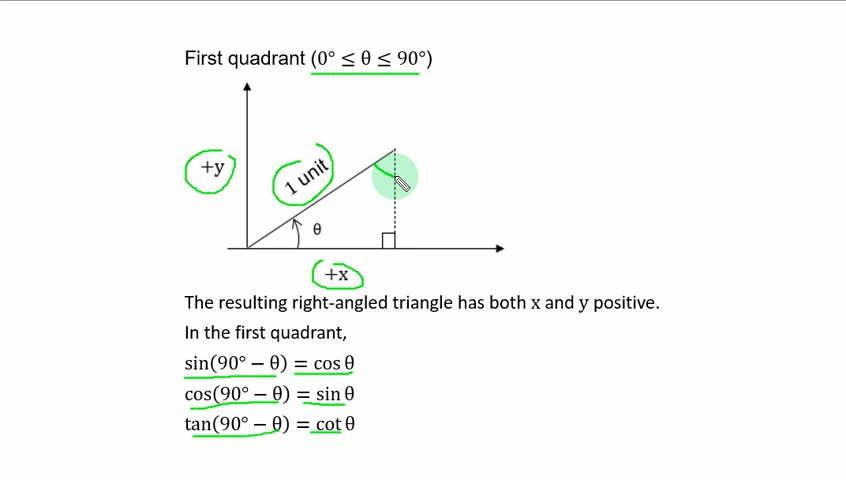 First quadrant (0° ≤ θ ≤ 90°)
+y
1 unit
θ
+x
The resulting right-angled triangle has both x and y positive.
In the first quadrant,
sin(90° − θ) = cos θ
cos(90° − θ) = sin θ
tan(90° − θ) = cot θ